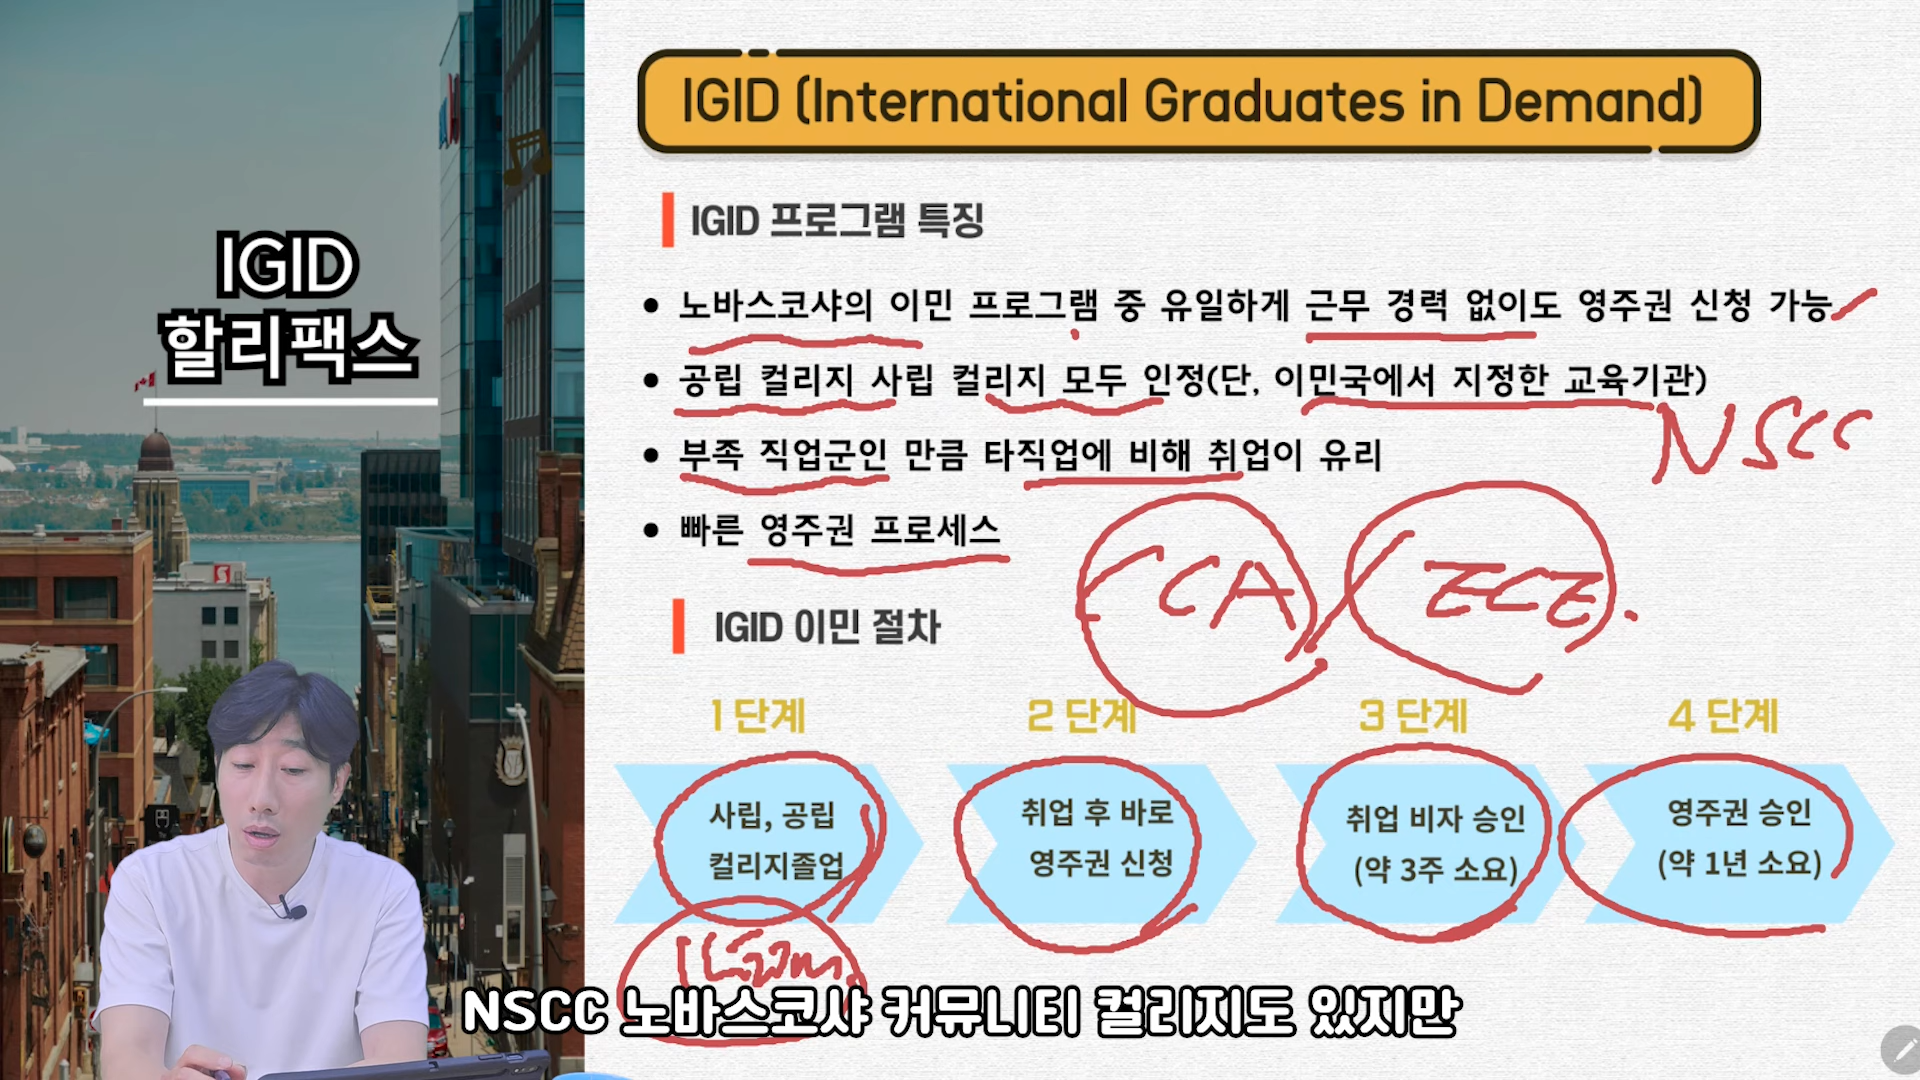 IGID
할리팩스
IGID (International Graduates in Demand)
IGID 프로그램 특징
• 노바스코샤의 이민 프로그램 중 유일하게 근무 경력 없이도 영주권 신청 가능
• 공립 컬리지 사립 컬리지 모두 인정(단, 이민국에서 지정한 교육기관)
NSCC
• 부족 직업군인 만큼 타직업에 비해 취업이 유리
• 빠른 영주권 프로세스
CCA
ECE
IGID 이민 절차
1 단계
사립, 공립
컬리지졸업
2 단계
취업 후 바로
영주권 신청
3 단계
취업 비자 승인
(약 3주 소요)
4 단계
영주권 승인
(약 1년 소요)
NSCC 노바스코샤 커뮤니티 컬리지도 있지만